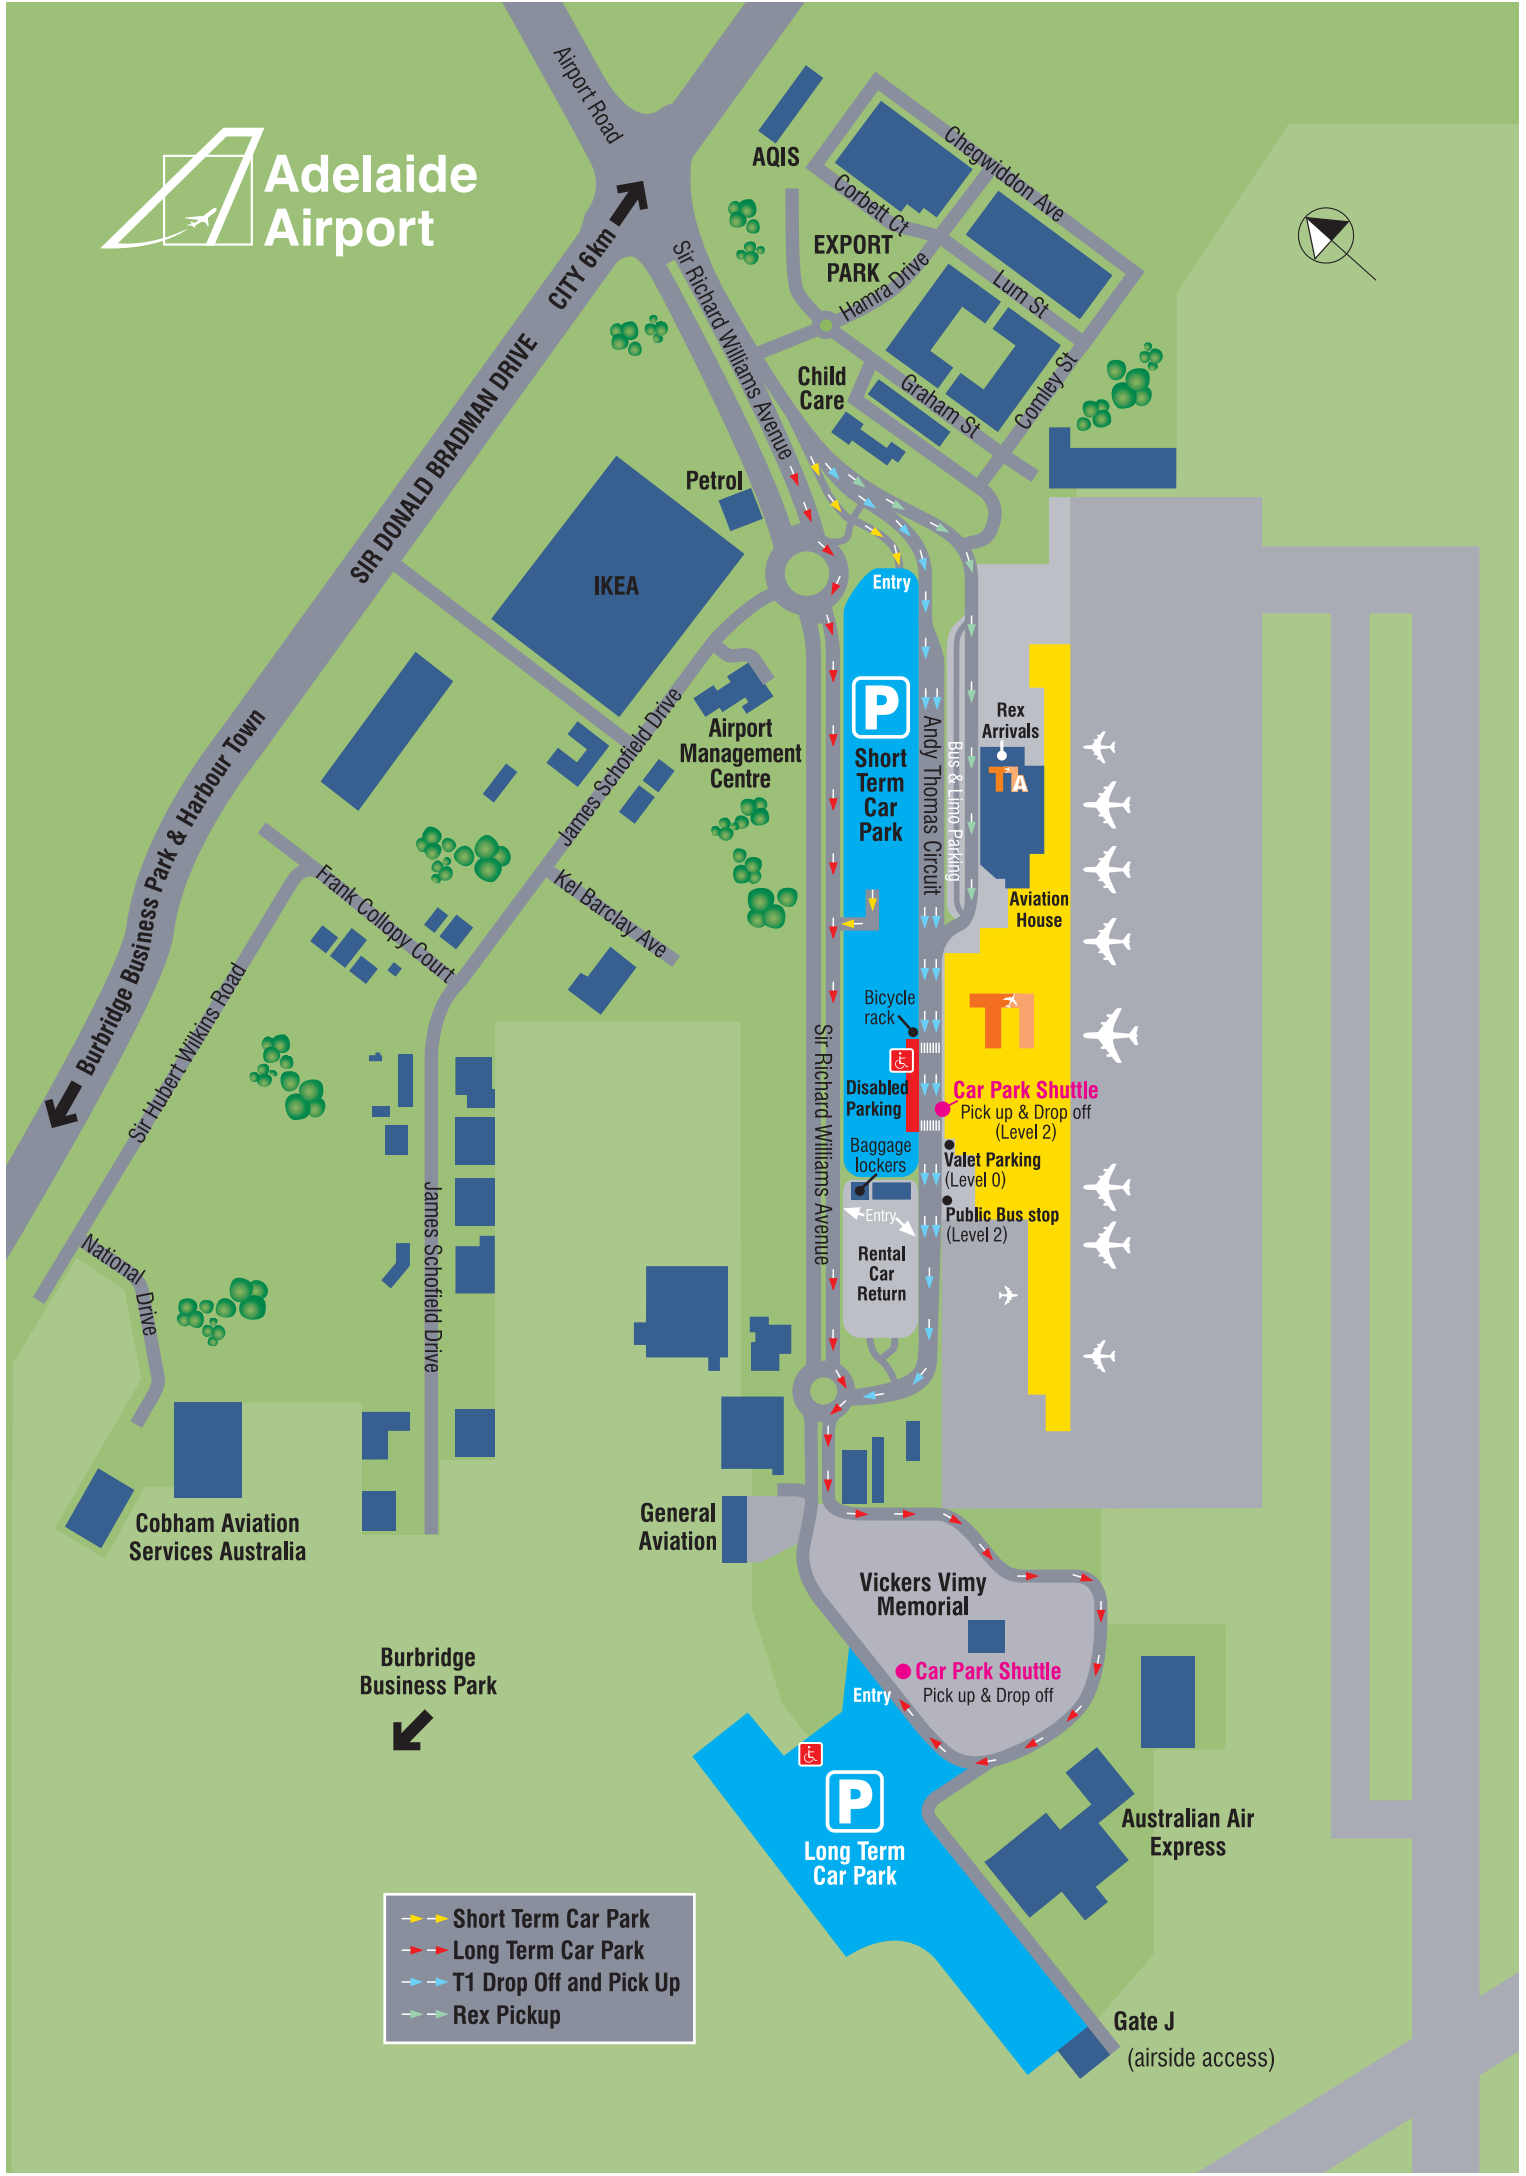 Adelaide
Airport
Airport Road
CITY 6km
SIR DONALD BRADMAN DRIVE
Burbridge Business Park & Harbour Town
AQIS
Chegwiddon Ave
Corbett Ct
EXPORT
PARK
Hamra Drive
Lum St
Sir Richard Williams Avenue
Child
Care
Graham St
Comley St
Petrol
IKEA
Entry
P
Short
Term
Car
Park
Andy Thomas Circuit
Bus & Limo Parking
Rex
Arrivals
T1A
Aviation
House
Airport
Management
Centre
James Schofield Drive
Kel Barclay Ave
Frank Collopy Court
Sir Hubert Wilkins Road
Bicycle
rack
T1
Disabled
Parking
Car Park Shuttle
Pick up & Drop off
(Level 2)
Baggage
lockers
Valet Parking
(Level 0)
Public Bus stop
(Level 2)
Entry
Rental
Car
Return
Sir Richard Williams Avenue
James Schofield Drive
National Drive
Cobham Aviation
Services Australia
General
Aviation
Vickers Vimy
Memorial
Car Park Shuttle
Pick up & Drop off
Entry
Burbridge
Business Park
P
Long Term
Car Park
Australian Air
Express
Short Term Car Park
Long Term Car Park
T1 Drop Off and Pick Up
Rex Pickup
Gate J
(airside access)